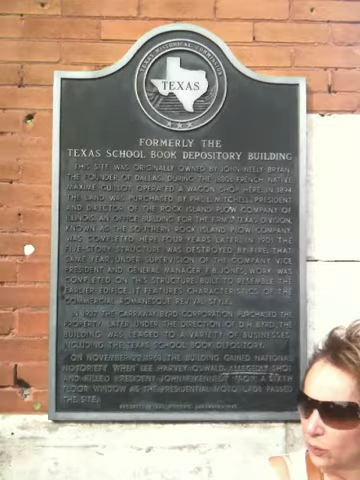 TEXAS HISTORICAL COMMISSION
TEXAS
FORMERLY THE
TEXAS SCHOOL BOOK DEPOSITORY BUILDING
THIS SITE WAS ORIGINALLY OWNED BY JOHN NEELY BRYAN,
THE FOUNDER OF DALLAS. DURING THE 1880s FRENCH NATIVE
MAXIME GUILLOT OPERATED A WAGON SHOP HERE. IN 1894
THE LAND WAS PURCHASED BY PHIL L. MITCHELL, PRESIDENT
AND DIRECTOR OF THE ROCK ISLAND PLOW COMPANY OF
ILLINOIS. AN OFFICE BUILDING FOR THE FIRM'S TEXAS DIVISION,
KNOWN AS THE SOUTHERN ROCK ISLAND PLOW COMPANY,
WAS COMPLETED HERE FOUR YEARS LATER. IN 1901 THE
FIVE-STORY STRUCTURE WAS DESTROYED BY FIRE. THAT
SAME YEAR, UNDER SUPERVISION OF THE COMPANY VICE
PRESIDENT AND GENERAL MANAGER F.B. JONES, WORK WAS
COMPLETED ON THIS STRUCTURE. BUILT TO RESEMBLE THE
EARLIER EDIFICE, IT FEATURES CHARACTERISTICS OF THE
COMMERCIAL ROMANESQUE REVIVAL STYLE.
IN 1937 THE CARRAWAY BYRD CORPORATION PURCHASED THE
PROPERTY. LATER, UNDER THE DIRECTION OF D.H. BYRD, THE
BUILDING WAS LEASED TO A VARIETY OF BUSINESSES,
INCLUDING THE TEXAS SCHOOL BOOK DEPOSITORY.
ON NOVEMBER 22, 1963, THE BUILDING GAINED NATIONAL
NOTORIETY WHEN LEE HARVEY OSWALD ALLEGEDLY SHOT
AND KILLED PRESIDENT JOHN F. KENNEDY FROM A SIXTH
FLOOR WINDOW AS THE PRESIDENTIAL MOTORCADE PASSED
THE SITE.